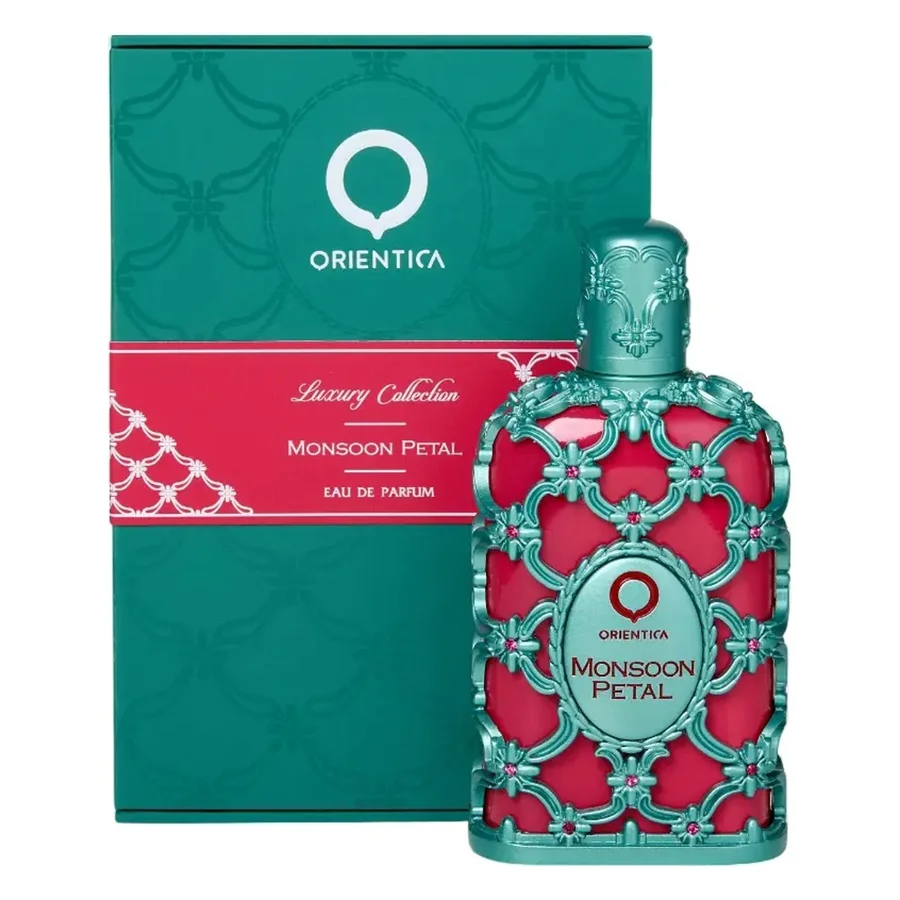 ORIENTICA
Luxury Collection
MONSOON PETAL
EAU DE PARFUM
ORIENTICA
MONSOON
PETAL